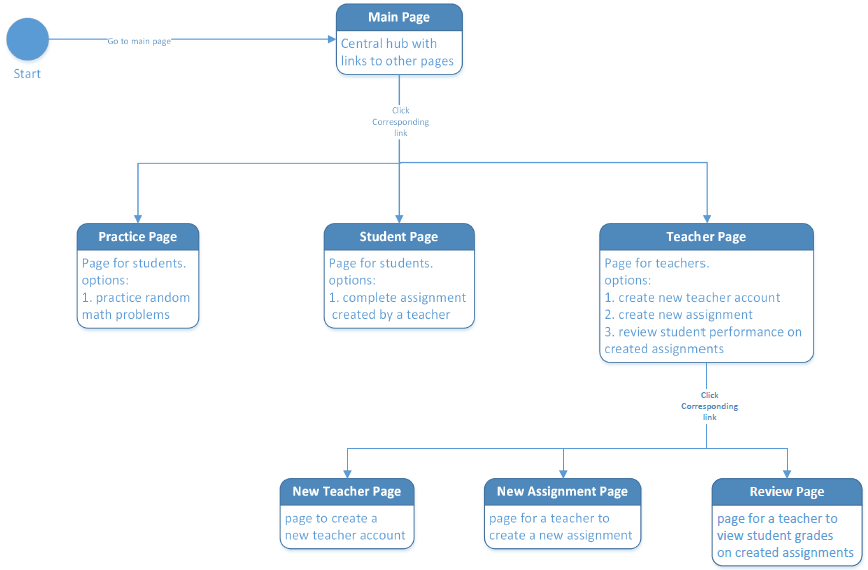 Main Page
Central hub with
links to other pages
Go to main page
Start
Click
Corresponding
link
Practice Page
Page for students.
options:
1. practice random
math problems
Student Page
Page for students.
options:
1. complete assignment
created by a teacher
Teacher Page
Page for teachers.
options:
1. create new teacher account
2. create new assignment
3. review student performance on
created assignments
Click
Corresponding
link
New Teacher Page
page to create a
new teacher account
New Assignment Page
page for a teacher to
create a new assignment
Review Page
page for a teacher to
view student grades
on created assignments